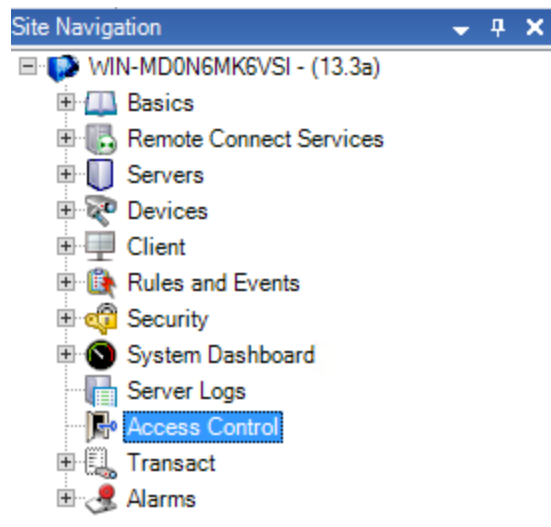 Site Navigation
WIN-MD0N6MK6VSI - (13.3a)
Basics
Remote Connect Services
Servers
Devices
Client
Rules and Events
Security
System Dashboard
Server Logs
Access Control
Transact
Alarms